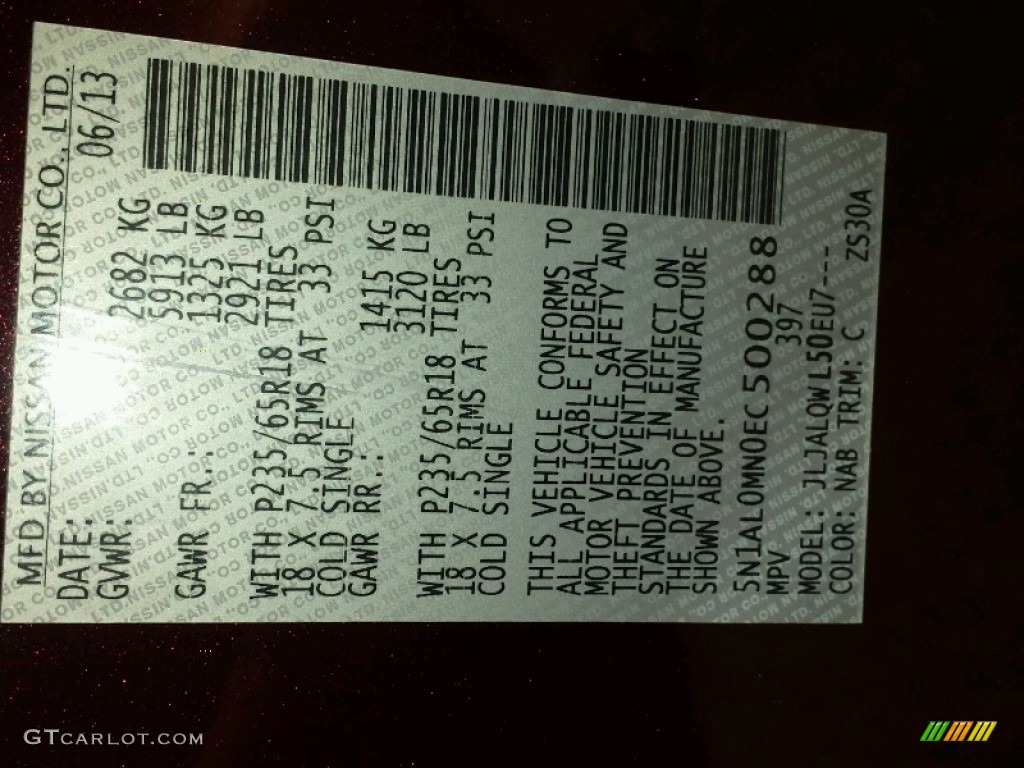 MFD BY NISSAN MOTOR CO., LTD.
DATE: 06/13
GVWR: 2682 KG
5913 LB
GAWR FR.: 1325 KG
2921 LB
WITH P235/65R18 TIRES
18 X 7.5 RIMS AT 33 PSI
COLD SINGLE
GAWR RR.: 1415 KG
3120 LB
WITH P235/65R18 TIRES
18 X 7.5 RIMS AT 33 PSI
COLD SINGLE
THIS VEHICLE CONFORMS TO
ALL APPLICABLE FEDERAL
MOTOR VEHICLE SAFETY AND
THEFT PREVENTION
STANDARDS IN EFFECT ON
THE DATE OF MANUFACTURE
SHOWN ABOVE.
5N1AL0MN0EC500288
MPV 397
MODEL: JLJALQWL50EU7----
COLOR: NAB TRIM: C ZS30A
GTCARLOT.COM